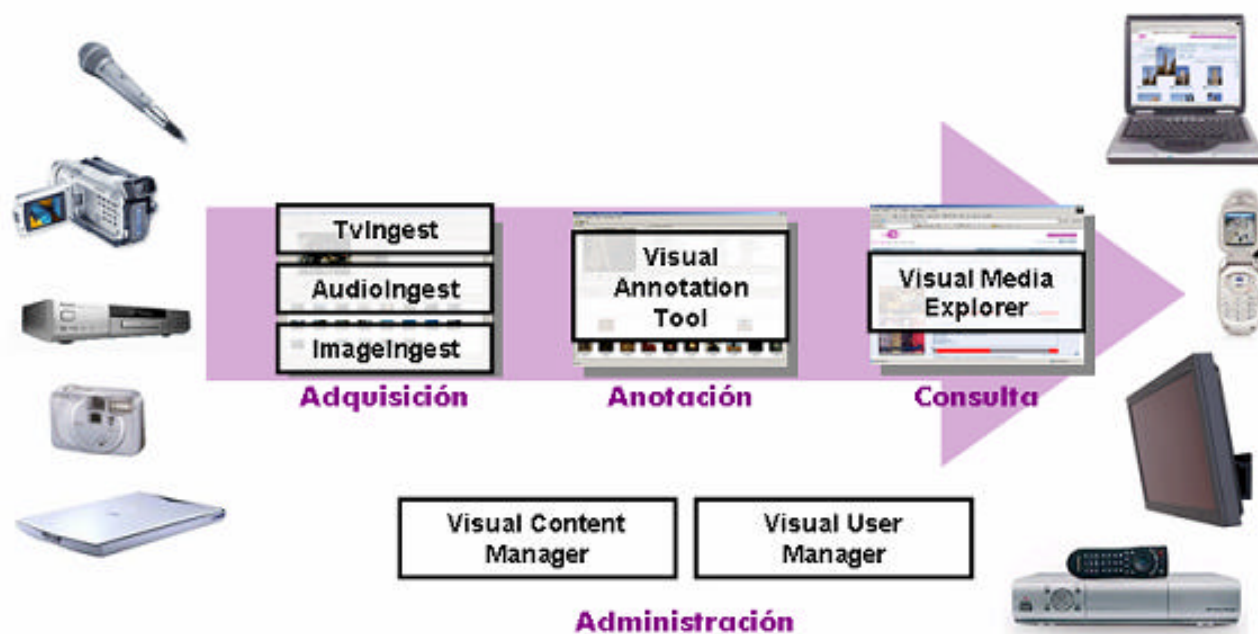 TvIngest
AudioIngest
ImageIngest
Adquisición
Visual
Annotation
Tool
Anotación
Visual Media
Explorer
Consulta
Visual Content
Manager
Visual User
Manager
Administración